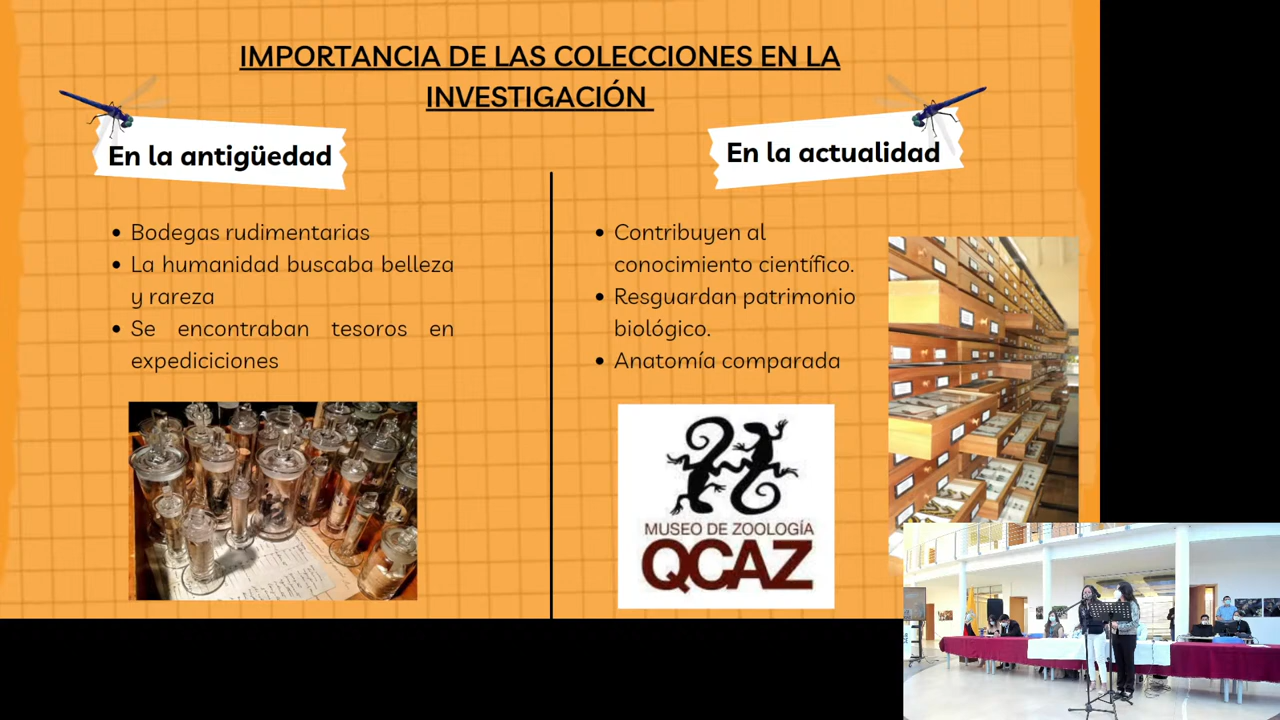 IMPORTANCIA DE LAS COLECCIONES EN LA
INVESTIGACIÓN
En la antigüedad
Bodegas rudimentarias
La humanidad buscaba belleza
y rareza
Se encontraban tesoros en
expediciciones
En la actualidad
Contribuyen al
conocimiento científico.
Resguardan patrimonio
biológico.
Anatomía comparada
MUSEO DE ZOOLOGÍA
QCAZ